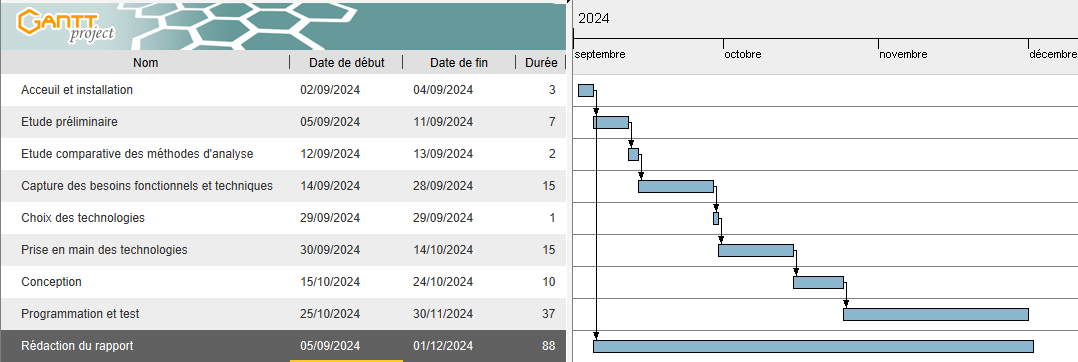 GANTT
project
2024
septembre octobre novembre décembre
Nom Date de début Date de fin Durée
Acceuil et installation 02/09/2024 04/09/2024 3
Etude préliminaire 05/09/2024 11/09/2024 7
Etude comparative des méthodes d'analyse 12/09/2024 13/09/2024 2
Capture des besoins fonctionnels et techniques 14/09/2024 28/09/2024 15
Choix des technologies 29/09/2024 29/09/2024 1
Prise en main des technologies 30/09/2024 14/10/2024 15
Conception 15/10/2024 24/10/2024 10
Programmation et test 25/10/2024 30/11/2024 37
Rédaction du rapport 05/09/2024 01/12/2024 88